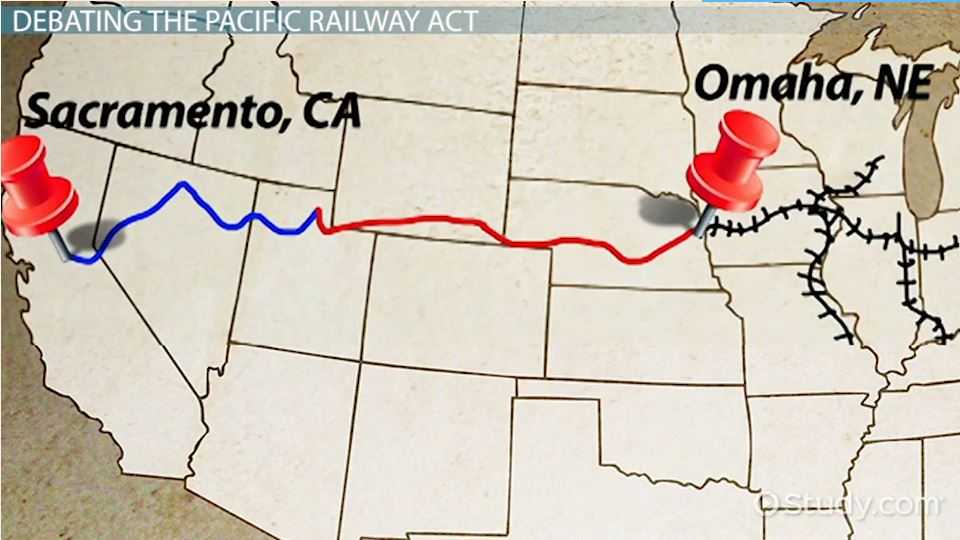 DEBATING THE PACIFIC RAILWAY ACT
Omaha, NE
Sacramento, CA
Study.com